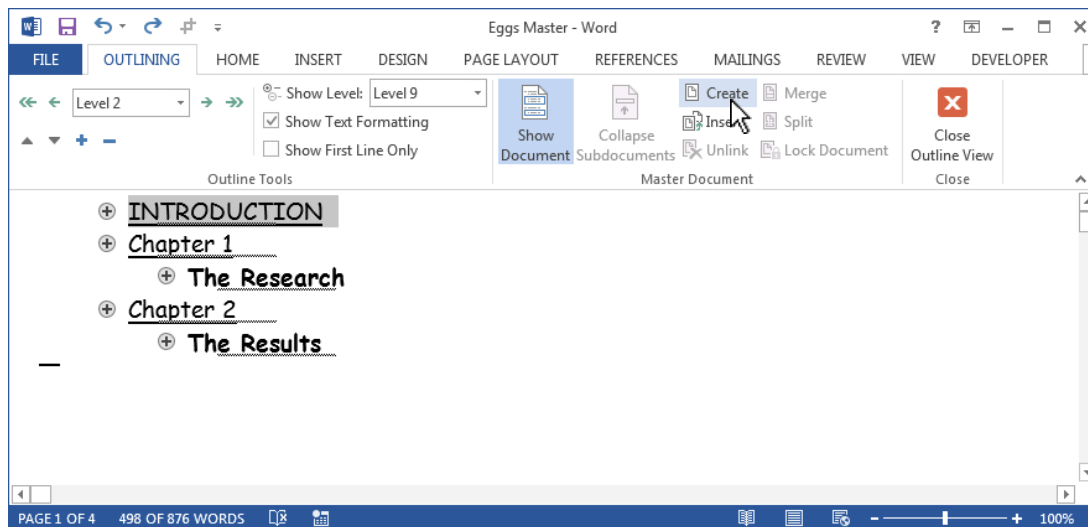 Eggs Master - Word
FILE OUTLINING HOME INSERT DESIGN PAGE LAYOUT REFERENCES MAILINGS REVIEW VIEW DEVELOPER
Level 2
Show Level: Level 9
Show Text Formatting
Show First Line Only
Outline Tools
Show Document
Collapse Subdocuments
Create
Insert
Unlink
Merge
Split
Lock Document
Master Document
Close Outline View
Close
INTRODUCTION
Chapter 1
The Research
Chapter 2
The Results
PAGE 1 OF 4 498 OF 876 WORDS 100%